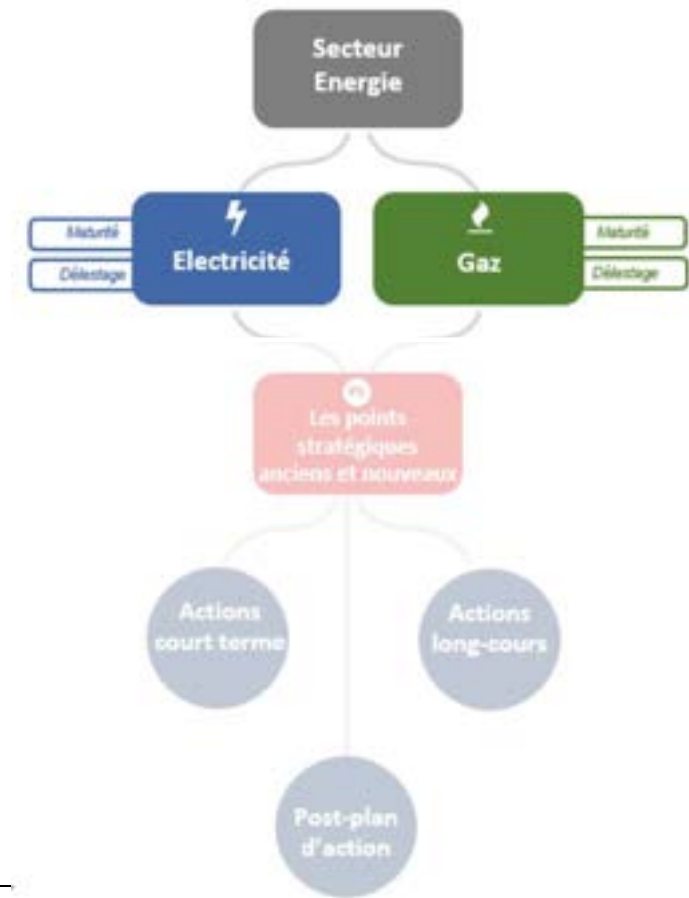 Secteur
Energie
Electricité
Gaz
Maturité
Délestage
Maturité
Délestage
Les points
stratégiques
anciens et nouveaux
Actions
court terme
Actions
long-cours
Post-plan
d'action